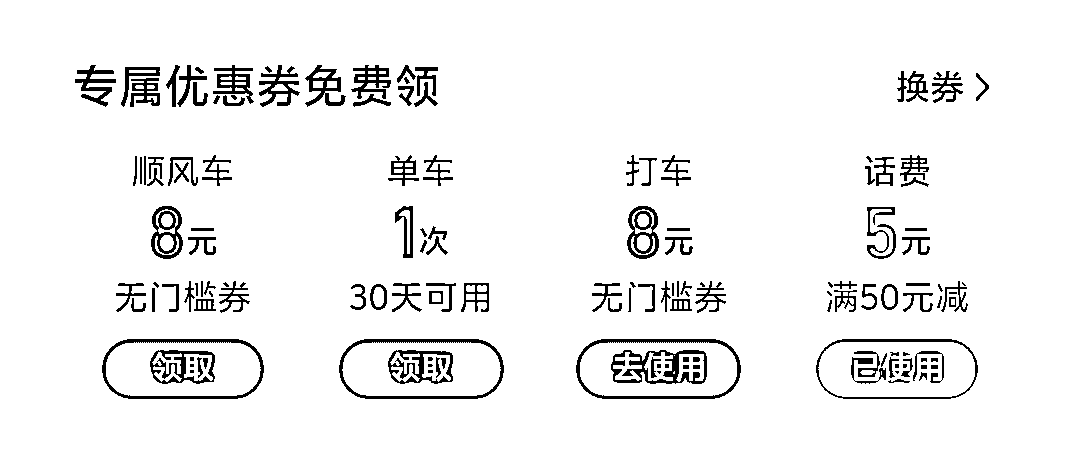 专属优惠券免费领 换券 >
顺风车 单车 打车 话费
8元 1次 8元 5元
无门槛券 30天可用 无门槛券 满50元减
领取 领取 去使用 已使用